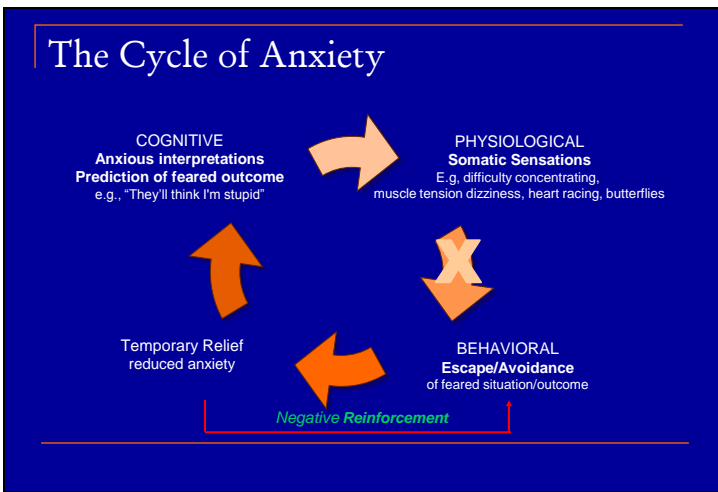 The Cycle of Anxiety
COGNITIVE
Anxious interpretations
Prediction of feared outcome
e.g., “They’ll think I'm stupid”
PHYSIOLOGICAL
Somatic Sensations
E.g, difficulty concentrating,
muscle tension dizziness, heart racing, butterflies
X
Temporary Relief
reduced anxiety
BEHAVIORAL
Escape/Avoidance
of feared situation/outcome
Negative Reinforcement